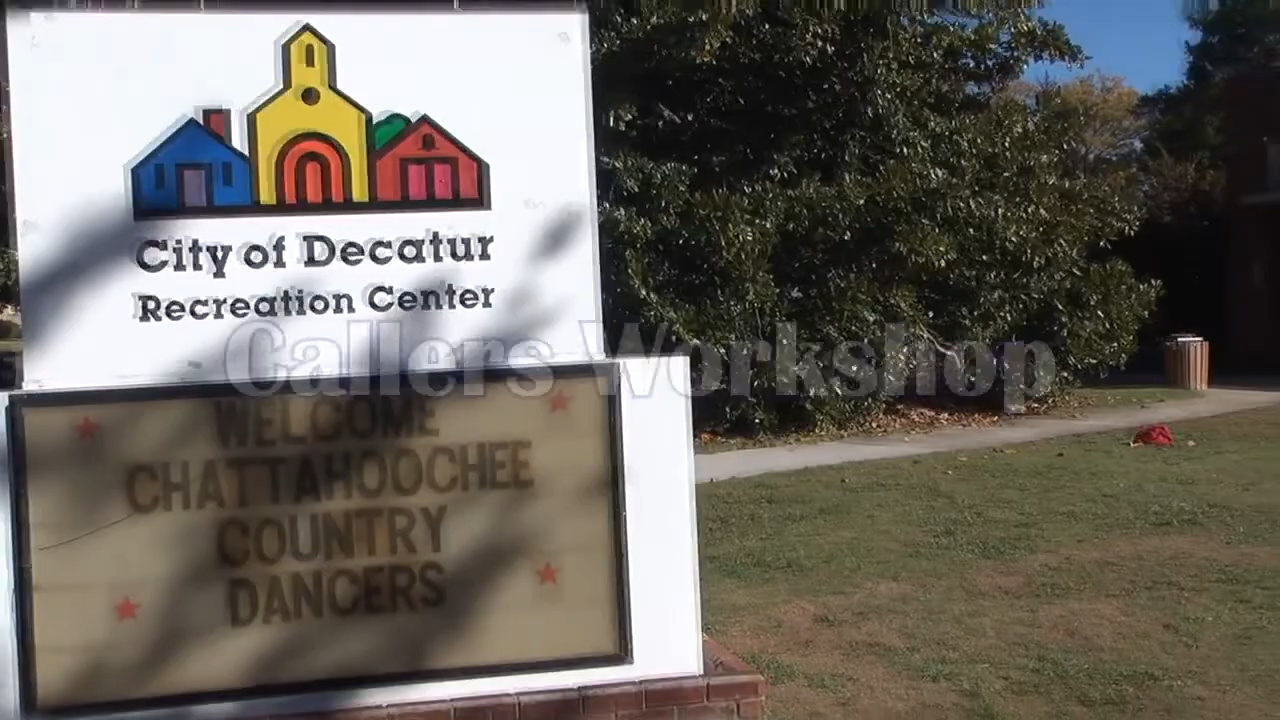 City of Decatur
Recreation Center
Callers Workshop
WELCOME
CHATTAHOOCHEE
COUNTRY
DANCERS